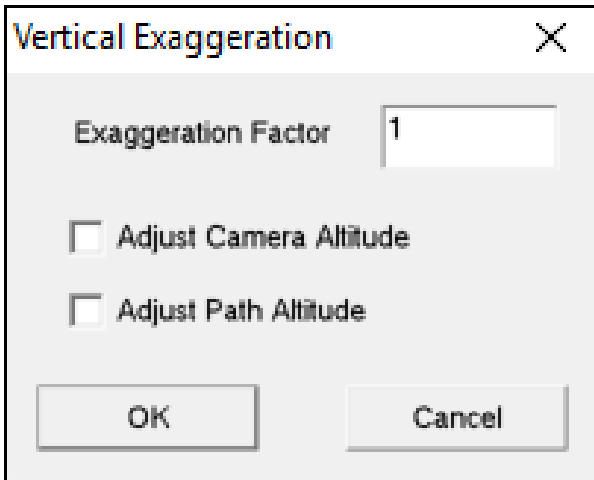 Vertical Exaggeration
Exaggeration Factor 1
Adjust Camera Altitude
Adjust Path Altitude
OK Cancel